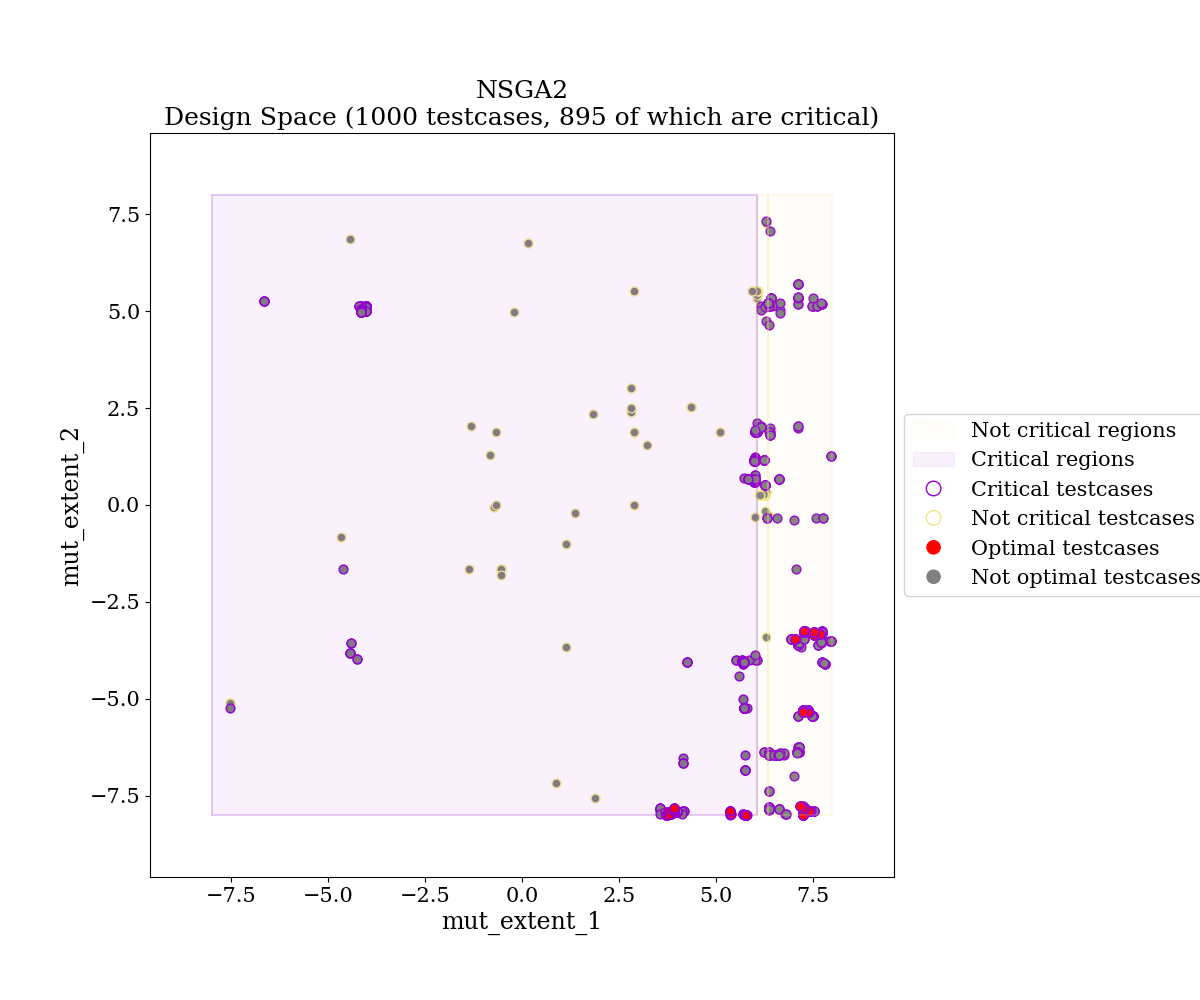 NSGA2
Design Space (1000 testcases, 895 of which are critical)
7.5
5.0
2.5
0.0
−2.5
−5.0
−7.5
mut_extent_2
−7.5 −5.0 −2.5 0.0 2.5 5.0 7.5
mut_extent_1
Not critical regions
Critical regions
Critical testcases
Not critical testcases
Optimal testcases
Not optimal testcases